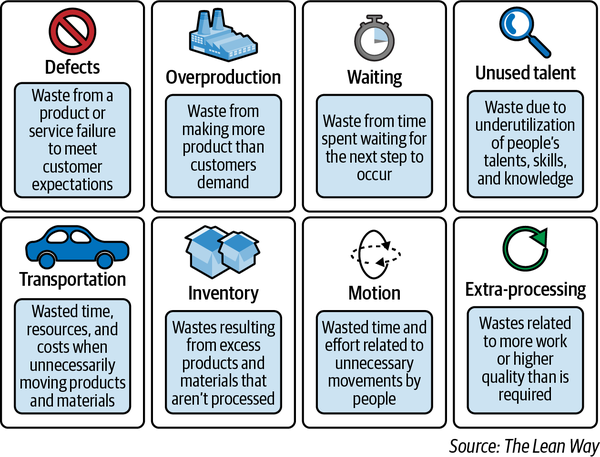 Defects
Waste from a
product or
service failure
to meet
customer
expectations
Overproduction
Waste from
making more
product than
customers
demand
Waiting
Waste from time
spent waiting for
the next step to
occur
Unused talent
Waste due to
underutilization
of people's
talents, skills,
and knowledge
Transportation
Wasted time,
resources, and
costs when
unnecessarily
moving products
and materials
Inventory
Wastes resulting
from excess
products and
materials that
aren't processed
Motion
Wasted time and
effort related to
unnecessary
movements by
people
Extra-processing
Wastes related
to more work
or higher
quality than is
required
Source: The Lean Way